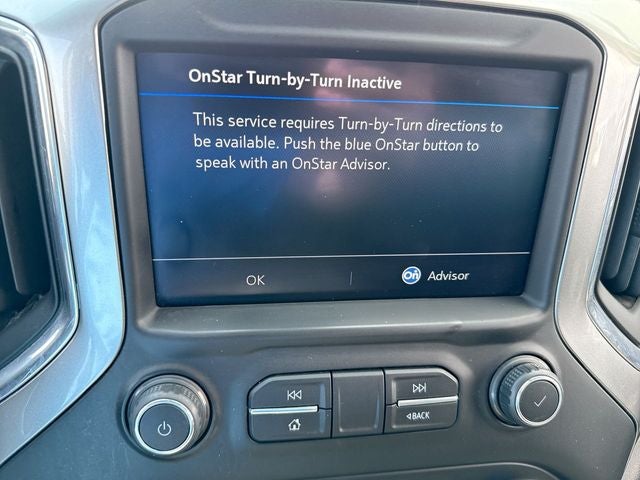 OnStar Turn-by-Turn Inactive
This service requires Turn-by-Turn directions to
be available. Push the blue OnStar button to
speak with an OnStar Advisor.
OK On Advisor
BACK